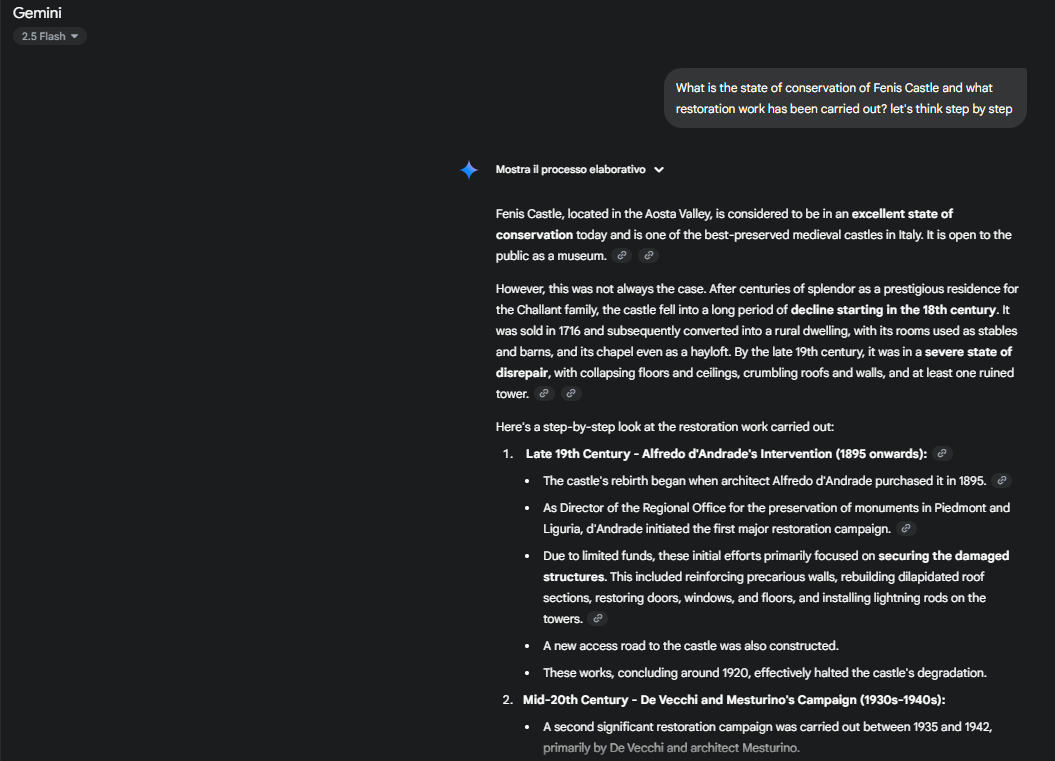 Gemini
2.5 Flash
What is the state of conservation of Fenis Castle and what
restoration work has been carried out? let's think step by step
Mostra il processo elaborativo
Fenis Castle, located in the Aosta Valley, is considered to be in an excellent state of
conservation today and is one of the best-preserved medieval castles in Italy. It is open to the
public as a museum.
However, this was not always the case. After centuries of splendor as a prestigious residence for
the Challant family, the castle fell into a long period of decline starting in the 18th century. It
was sold in 1716 and subsequently converted into a rural dwelling, with its rooms used as stables
and barns, and its chapel even as a hayloft. By the late 19th century, it was in a severe state of
disrepair, with collapsing floors and ceilings, crumbling roofs and walls, and at least one ruined
tower.
Here's a step-by-step look at the restoration work carried out:
1. Late 19th Century - Alfredo d'Andrade's Intervention (1895 onwards):
• The castle's rebirth began when architect Alfredo d'Andrade purchased it in 1895.
• As Director of the Regional Office for the preservation of monuments in Piedmont and
Liguria, d'Andrade initiated the first major restoration campaign.
• Due to limited funds, these initial efforts primarily focused on securing the damaged
structures. This included reinforcing precarious walls, rebuilding dilapidated roof
sections, restoring doors, windows, and floors, and installing lightning rods on the
towers.
• A new access road to the castle was also constructed.
• These works, concluding around 1920, effectively halted the castle's degradation.
2. Mid-20th Century - De Vecchi and Mesturino's Campaign (1930s-1940s):
• A second significant restoration campaign was carried out between 1935 and 1942,
primarily by De Vecchi and architect Mesturino.